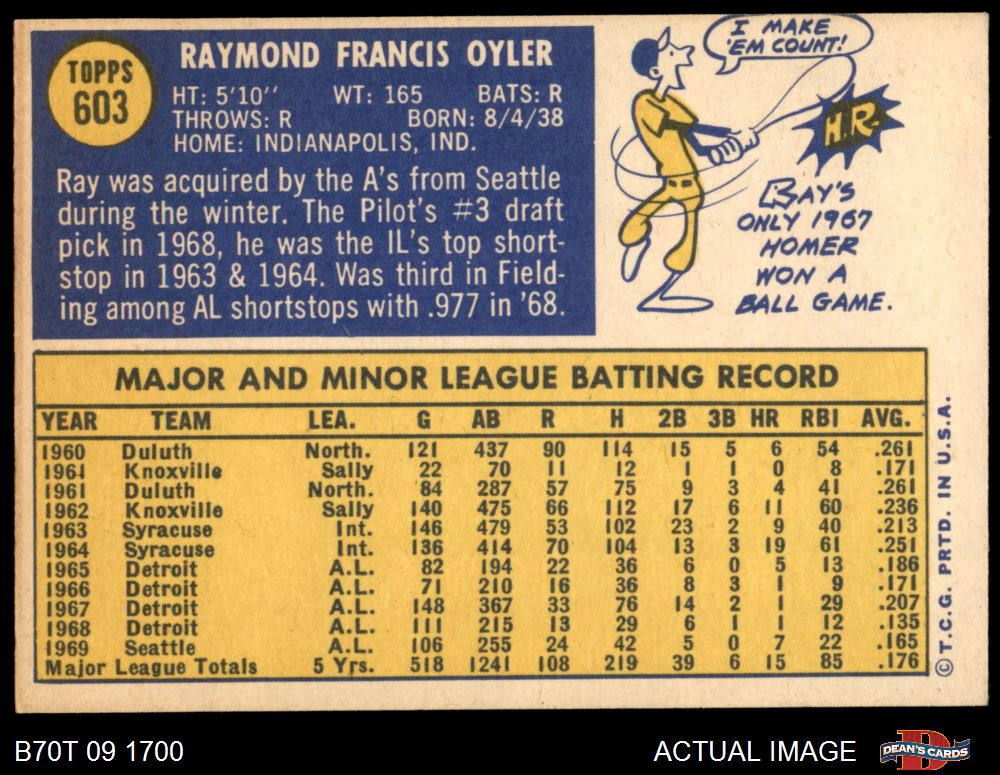 TOPPS
603
RAYMOND FRANCIS OYLER
HT: 5'10'' WT: 165 BATS: R
THROWS: R BORN: 8/4/38
HOME: INDIANAPOLIS, IND.
Ray was acquired by the A's from Seattle
during the winter. The Pilot's #3 draft
pick in 1968, he was the IL's top short-
stop in 1963 & 1964. Was third in Field-
ing among AL shortstops with .977 in '68.
I MAKE
'EM COUNT!
H.R.
RAY'S
ONLY 1967
HOMER
WON A
BALL GAME.
MAJOR AND MINOR LEAGUE BATTING RECORD
YEAR TEAM LEA. G AB R H 2B 3B HR RBI AVG.
1960 Duluth North. 121 437 90 114 15 5 6 54 .261
1961 Knoxville Sally 22 70 11 12 1 1 0 8 .171
1961 Duluth North. 84 287 57 75 9 3 4 41 .261
1962 Knoxville Sally 140 475 66 112 17 6 11 60 .236
1963 Syracuse Int. 146 479 53 102 23 2 9 40 .213
1964 Syracuse Int. 136 414 70 104 13 3 19 61 .251
1965 Detroit A.L. 82 194 22 36 6 0 5 13 .186
1966 Detroit A.L. 71 210 16 36 8 3 1 9 .171
1967 Detroit A.L. 148 367 33 76 14 2 1 29 .207
1968 Detroit A.L. 111 215 13 29 6 1 1 12 .135
1969 Seattle A.L. 106 255 24 42 5 0 7 22 .165
Major League Totals 5 Yrs. 518 1241 108 219 39 6 15 85 .176
© T.C.G. PRTD. IN U.S.A.
B70T 09 1700
ACTUAL IMAGE
D
DEAN'S CARDS